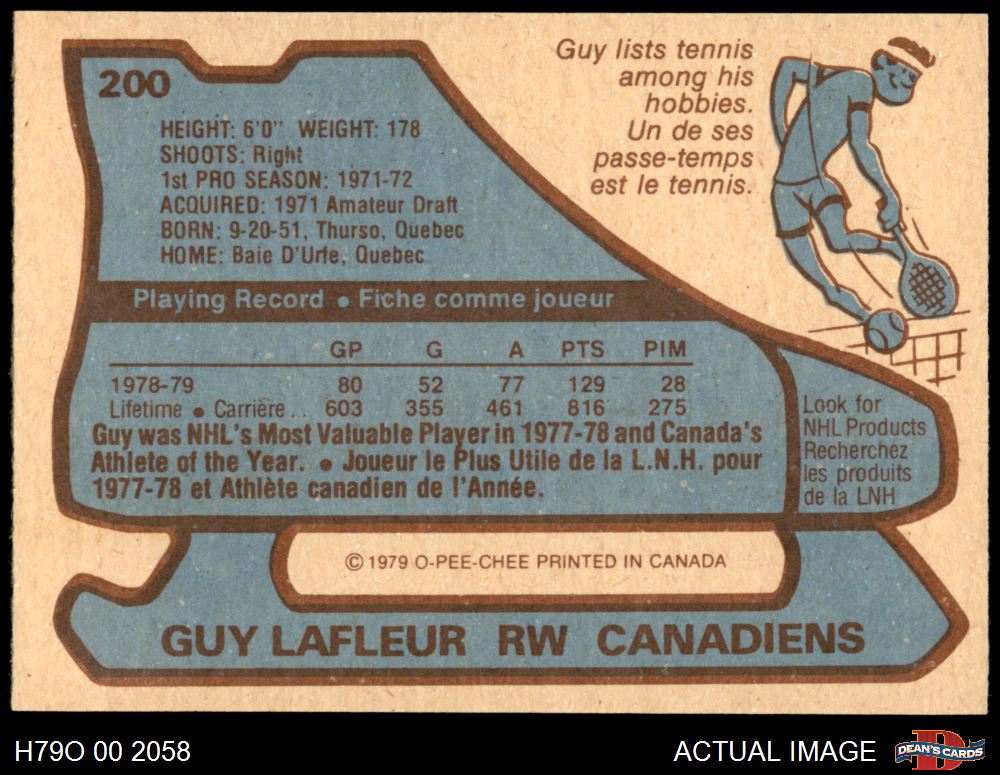 200
Guy lists tennis
among his
hobbies.
Un de ses
passe-temps
est le tennis.
HEIGHT: 6'0" WEIGHT: 178
SHOOTS: Right
1st PRO SEASON: 1971-72
ACQUIRED: 1971 Amateur Draft
BORN: 9-20-51, Thurso, Quebec
HOME: Baie D'Urfe, Quebec
Playing Record • Fiche comme joueur
GP G A PTS PIM
1978-79 80 52 77 129 28
Lifetime • Carrière .. 603 355 461 816 275
Guy was NHL's Most Valuable Player in 1977-78 and Canada's
Athlete of the Year. • Joueur le Plus Utile de la L.N.H. pour
1977-78 et Athlète canadien de l'Année.
Look for
NHL Products
Recherchez
les produits
de la LNH
© 1979 O-PEE-CHEE PRINTED IN CANADA
GUY LAFLEUR RW CANADIENS
H79O 00 2058
ACTUAL IMAGE
D
DEAN'S CARDS